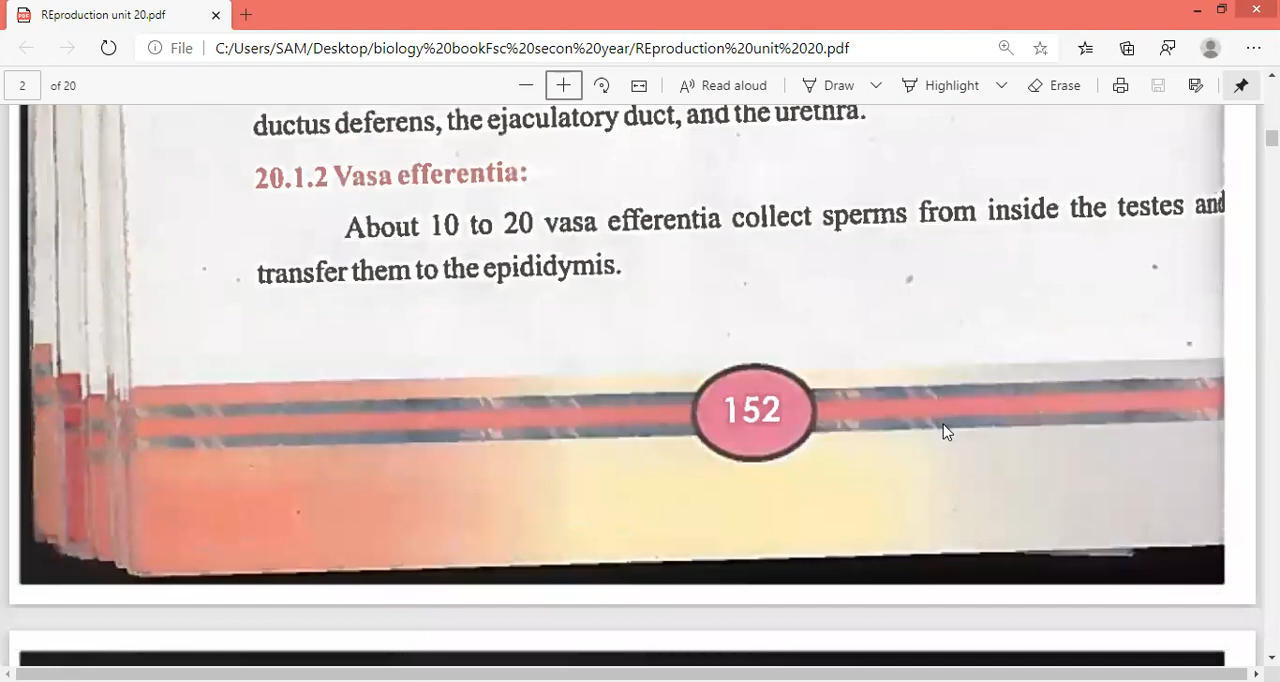 REproduction unit 20.pdf
File C:/Users/SAM/Desktop/biology%20bookFsc%20secon%20year/REproduction%20unit%2020.pdf
2 of 20 Read aloud Draw Highlight Erase
ductus deferens, the ejaculatory duct, and the urethra.
20.1.2 Vasa efferentia:
About 10 to 20 vasa efferentia collect sperms from inside the testes and
transfer them to the epididymis.
152